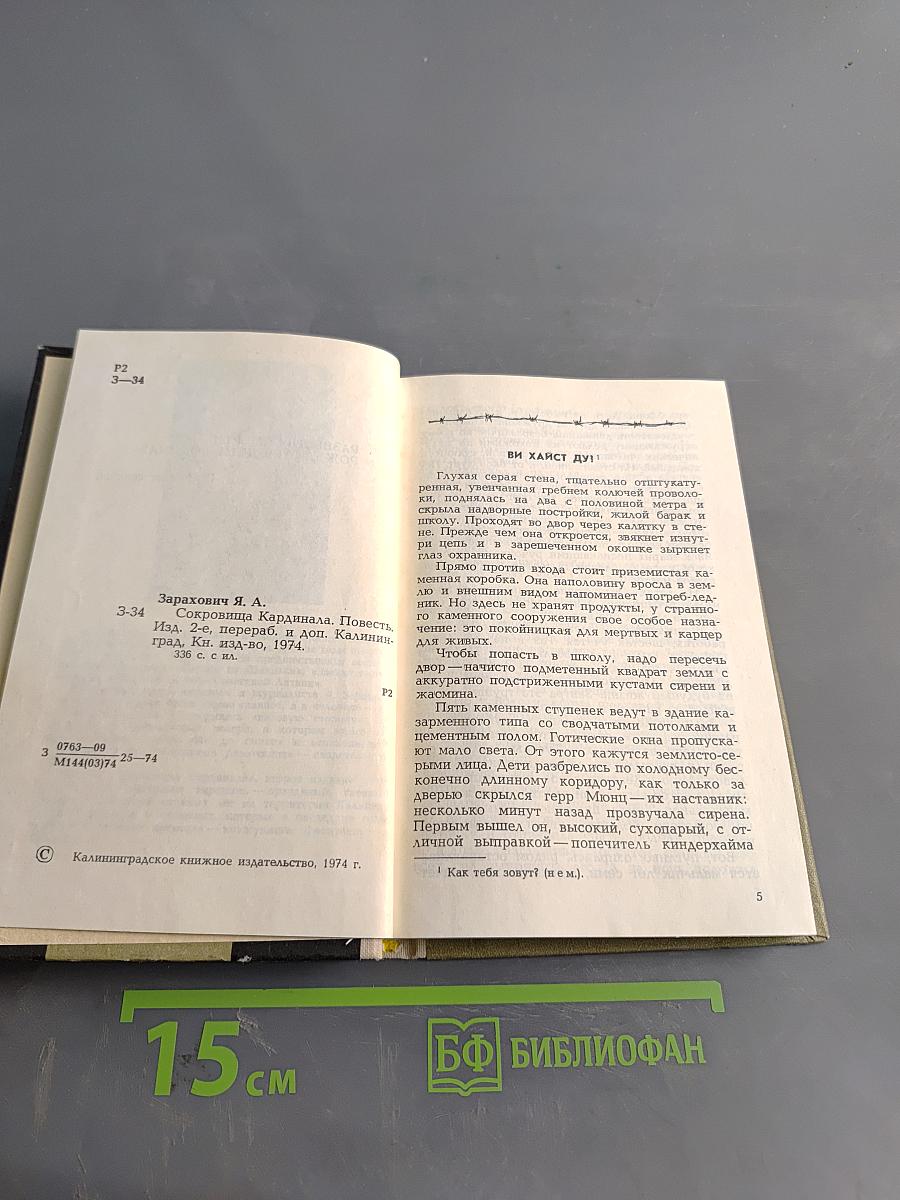 Р2
З—34
Зарахович Я. А.
З-34 Сокровища Кардинала. Повесть.
Изд. 2-е, перераб. и доп. Калинин-
град, Кн. изд-во, 1974.
336 с. с ил.
Р2
З 0763—09
М144(03)74 25—74
© Калининградское книжное издательство, 1974 г.
ВИ ХАЙСТ ДУ? ¹
Глухая серая стена, тщательно отштукату-
ренная, увенчанная гребнем колючей проволо-
ки, поднялась на два с половиной метра и
скрыла надворные постройки, жилой барак и
школу. Проходят во двор через калитку в сте-
не. Прежде чем она откроется, звякнет изнут-
ри цепь и в зарешеченном окошке зыркнет
глаз охранника.
Прямо против входа стоит приземистая ка-
менная коробка. Она наполовину вросла в зем-
лю и внешним видом напоминает погреб-лед-
ник. Но здесь не хранят продукты, у странно-
го каменного сооружения свое особое назна-
чение: это покойницкая для мертвых и карцер
для живых.
Чтобы попасть в школу, надо пересечь
двор — начисто подметенный квадрат земли с
аккуратно подстриженными кустами сирени и
жасмина.
Пять каменных ступенек ведут в здание ка-
зарменного типа со сводчатыми потолками и
цементным полом. Готические окна пропуска-
ют мало света. От этого кажутся землисто-се-
рыми лица. Дети разбрелись по холодному бес-
конечно длинному коридору, как только за
дверью скрылся герр Мюнц — их наставник:
несколько минут назад прозвучала сирена.
Первым вышел он, высокий, сухопарый, с от-
личной выправкой — попечитель киндерхайма
¹ Как тебя зовут? (нем.).
5
15 см
БФ БИБЛИОФАН